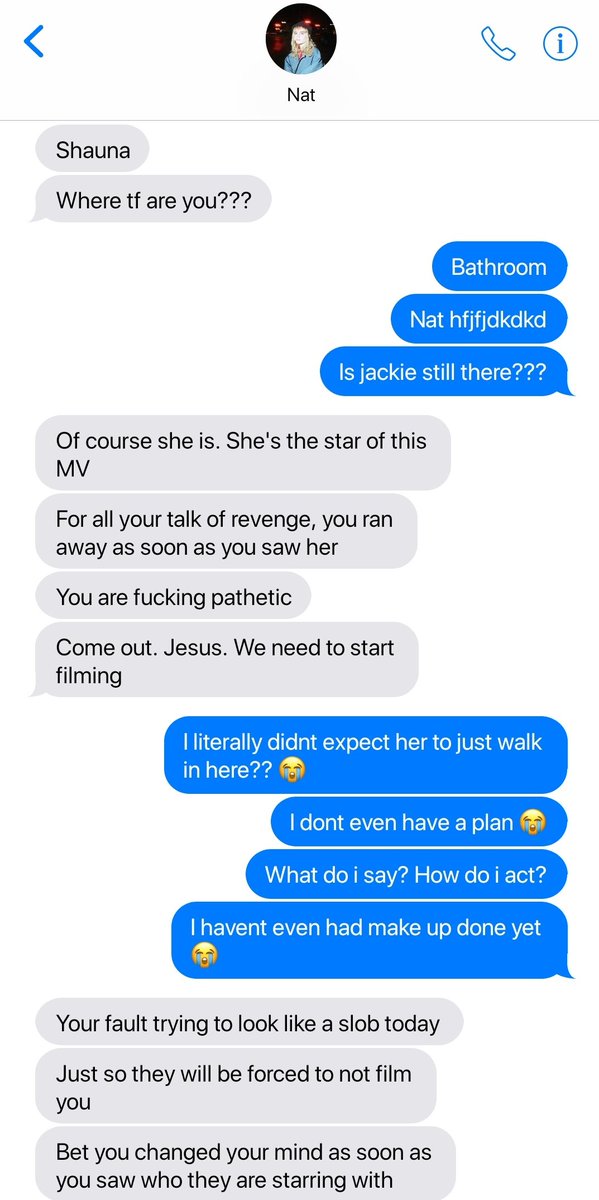 Nat
Shauna
Where tf are you???
Bathroom
Nat hfjfjdkdkd
Is jackie still there???
Of course she is. She's the star of this
MV
For all your talk of revenge, you ran
away as soon as you saw her
You are fucking pathetic
Come out. Jesus. We need to start
filming
I literally didnt expect her to just walk
in here?? 😭
I dont even have a plan 😭
What do i say? How do i act?
I havent even had make up done yet
😭
Your fault trying to look like a slob today
Just so they will be forced to not film
you
Bet you changed your mind as soon as
you saw who they are starring with